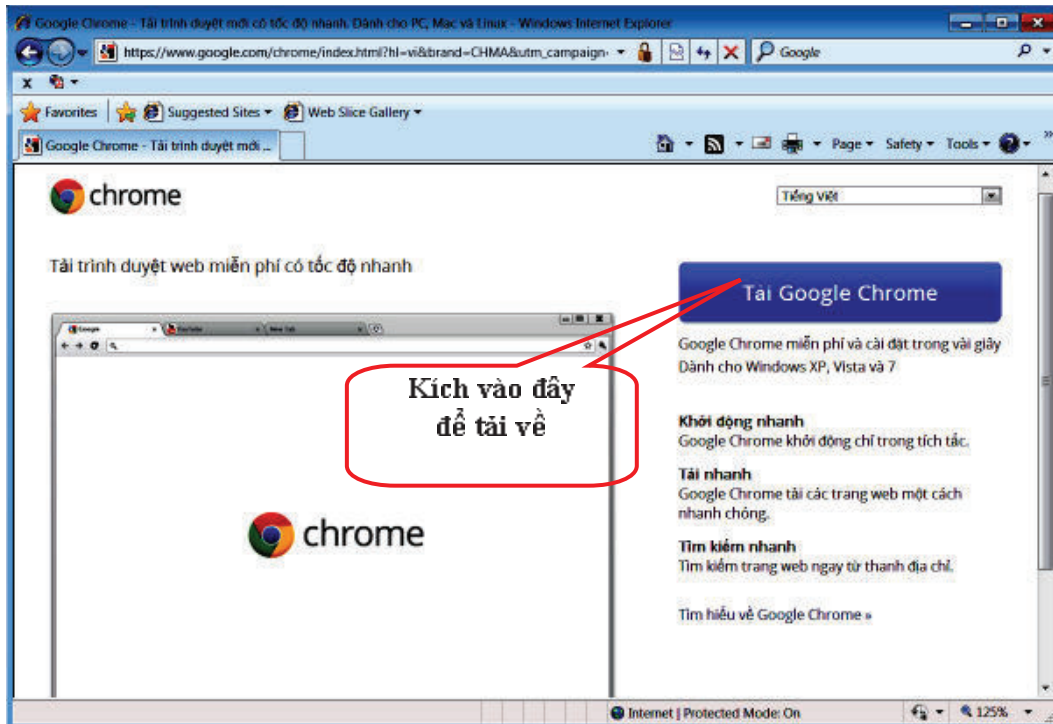 Google Chrome - Tải trình duyệt mới có tốc độ nhanh. Dành cho PC, Mac và Linux - Windows Internet Explorer
https://www.google.com/chrome/index.html?hl=vi&brand=CHMA&utm_campaign=
Google
x
Favorites Suggested Sites Web Slice Gallery
Google Chrome - Tải trình duyệt mới ... Page Safety Tools »
chrome
Tiếng Việt
Tải trình duyệt web miễn phí có tốc độ nhanh
Tải Google Chrome
Google Chrome miễn phí và cài đặt trong vài giây
Dành cho Windows XP, Vista và 7
Google YouTube New Tab
Kích vào đây
để tải về
chrome
Khởi động nhanh
Google Chrome khởi động chỉ trong tích tắc.
Tải nhanh
Google Chrome tải các trang web một cách
nhanh chóng.
Tìm kiếm nhanh
Tìm kiếm trang web ngay từ thanh địa chỉ.
Tìm hiểu về Google Chrome »
Internet | Protected Mode: On 125%